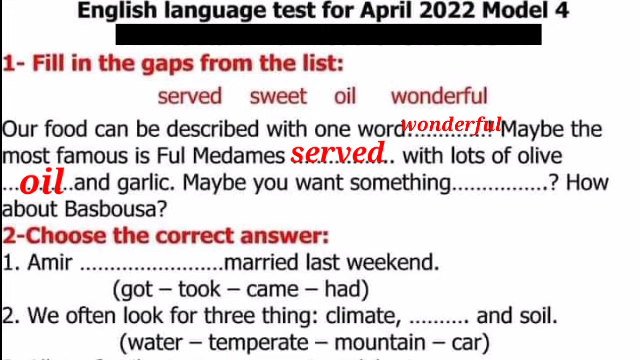 English language test for April 2022 Model 4
1- Fill in the gaps from the list:
served sweet oil wonderful
Our food can be described with one word:wonderful! Maybe the
most famous is Ful Medames served.. with lots of olive
...oil..and garlic. Maybe you want something................? How
about Basbousa?
2-Choose the correct answer:
1. Amir ........................married last weekend.
(got – took – came – had)
2. We often look for three thing: climate, .......... and soil.
(water – temperate – mountain – car)